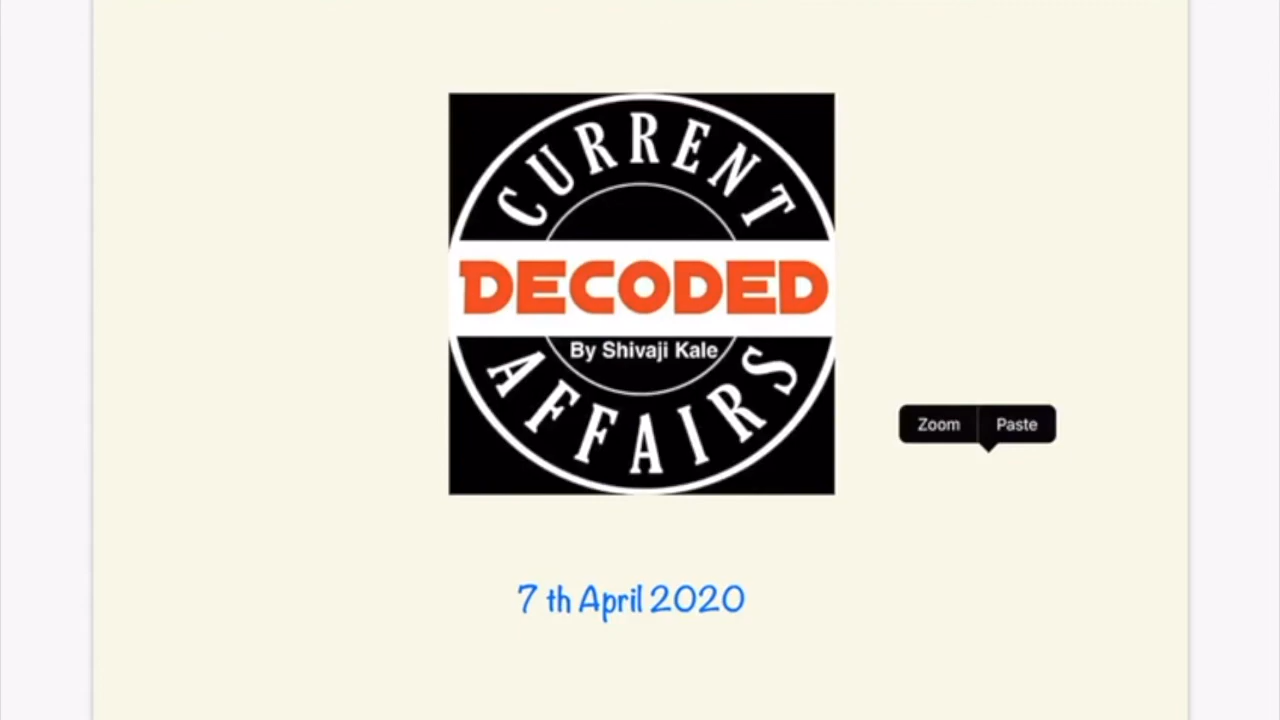 CURRENT
DECODED
By Shivaji Kale
AFFAIRS
Zoom Paste
7 th April 2020